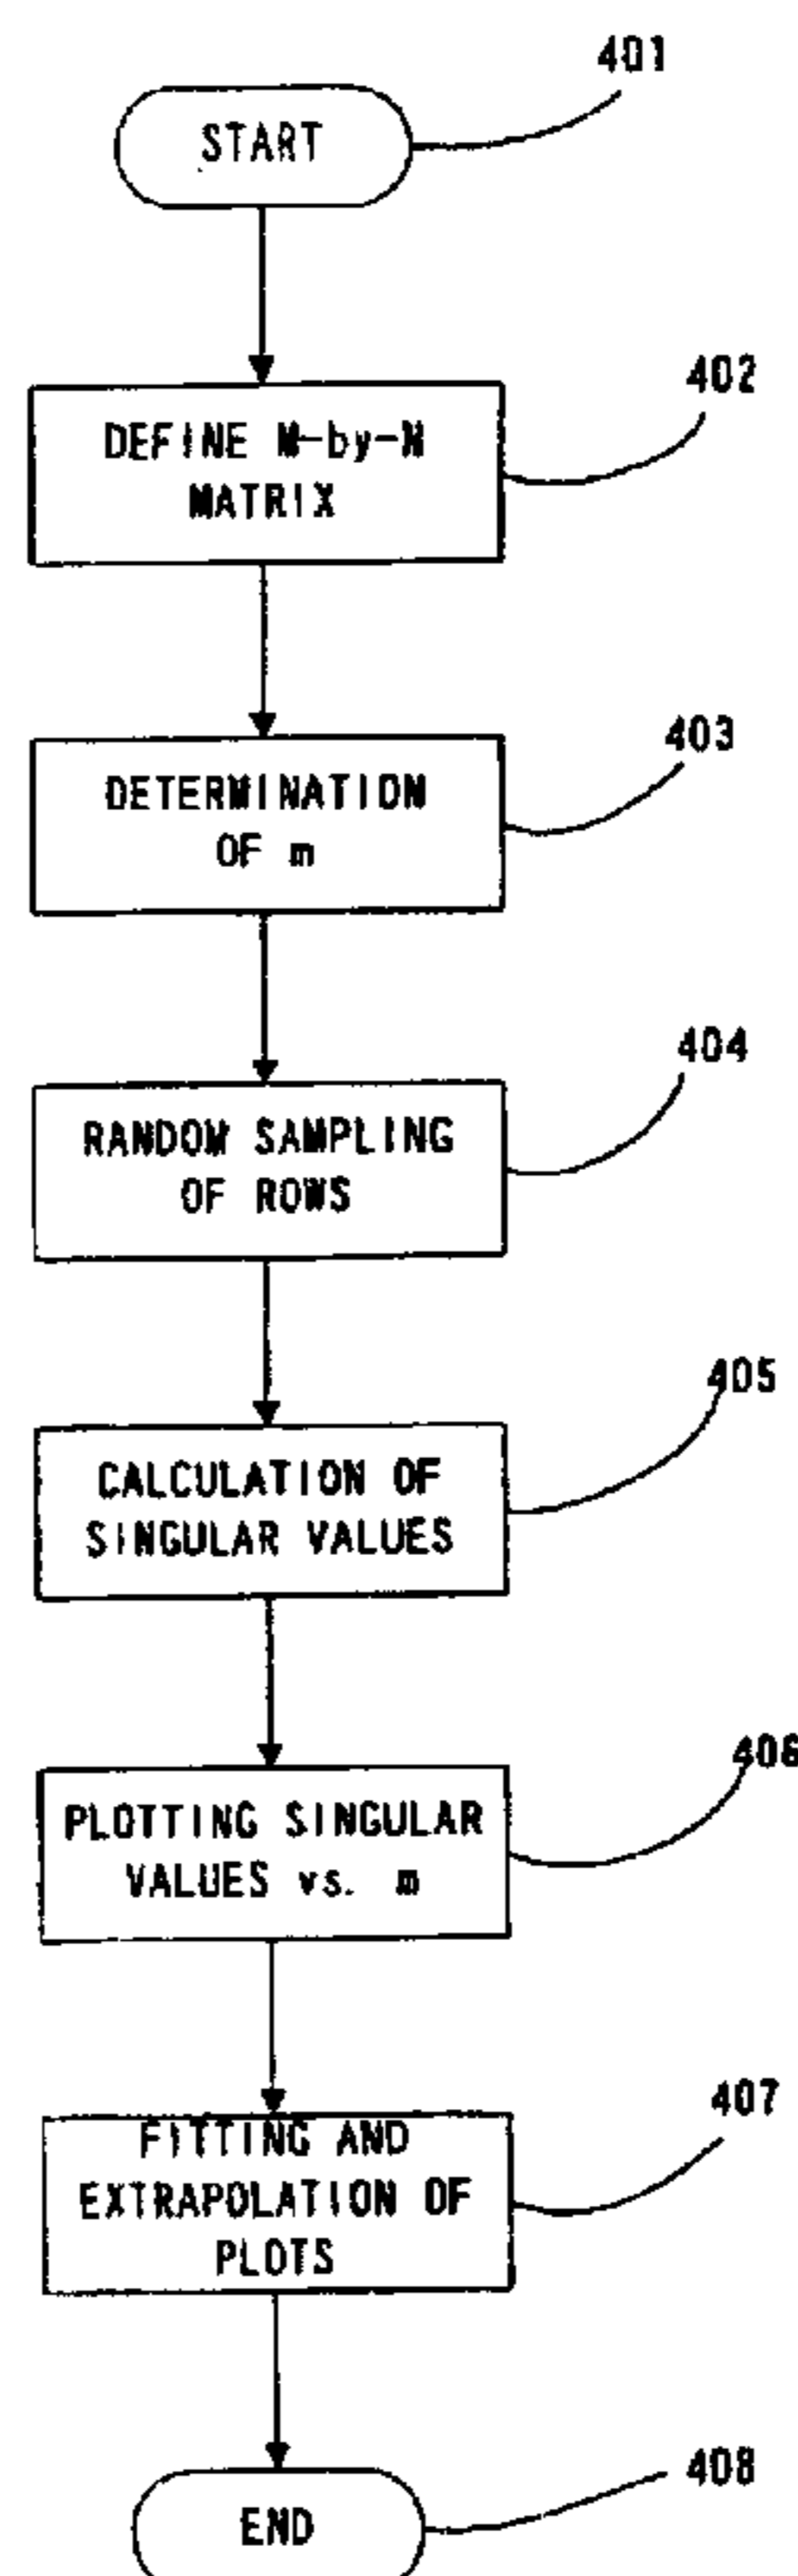 401
START
402
DEFINE M-by-N
MATRIX
403
DETERMINATION
OF m
404
RANDOM SAMPLING
OF ROWS
405
CALCULATION OF
SINGULAR VALUES
406
PLOTTING SINGULAR
VALUES vs. m
407
FITTING AND
EXTRAPOLATION OF
PLOTS
408
END